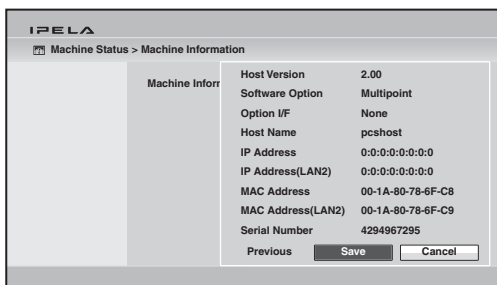 IPELA
Machine Status > Machine Information
Machine Inforr
Host Version 2.00
Software Option Multipoint
Option I/F None
Host Name pcshost
IP Address 0:0:0:0:0:0:0:0
IP Address(LAN2) 0:0:0:0:0:0:0:0
MAC Address 00-1A-80-78-6F-C8
MAC Address(LAN2) 00-1A-80-78-6F-C9
Serial Number 4294967295
Previous Save Cancel